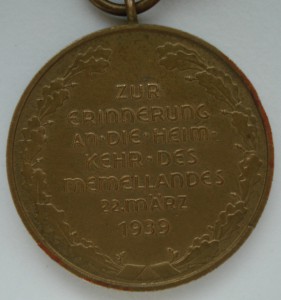 ZUR
ERINNERUNG
AN·DIE·HEIM-
KEHR·DES
MEMELLANDES
22.MÄRZ
1939